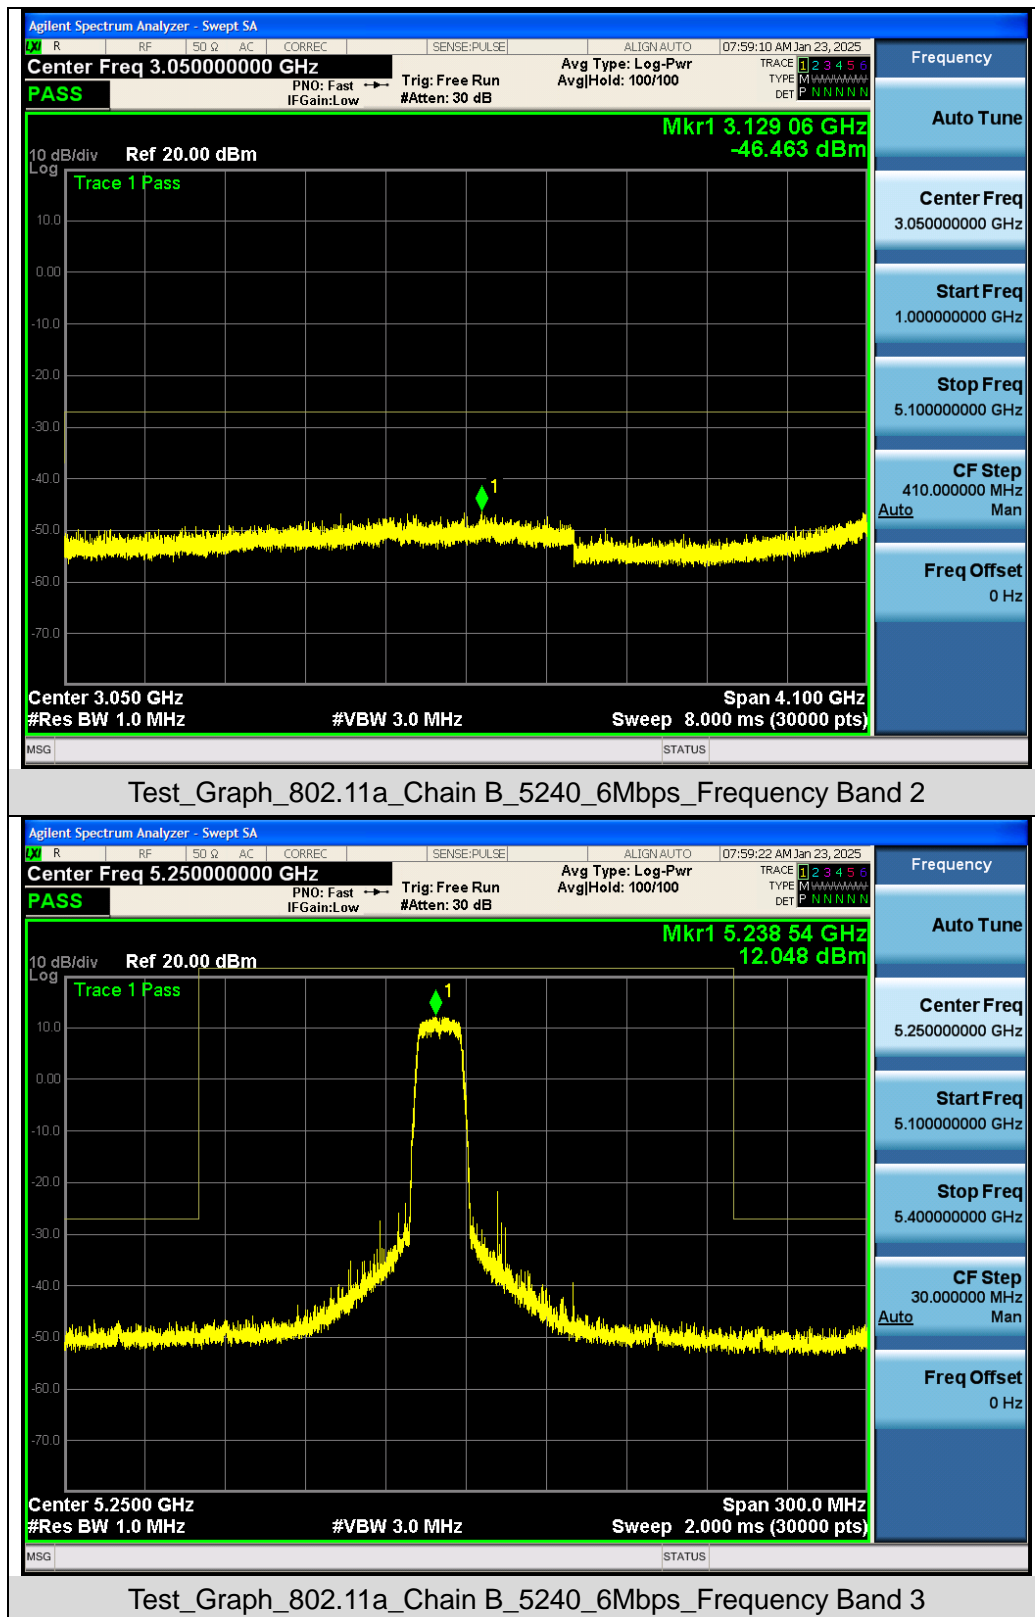 Agilent Spectrum Analyzer - Swept SA
LXI R RF 50 Ω AC CORREC SENSE:PULSE ALIGN AUTO 07:59:10 AM Jan 23, 2025
Center Freq 3.050000000 GHz
PASS
PNO: Fast
IFGain:Low
Trig: Free Run
#Atten: 30 dB
Avg Type: Log-Pwr
Avg|Hold: 100/100
TRACE 1 2 3 4 5 6
TYPE M WWWWW
DET P N N N N N
Mkr1 3.129 06 GHz
-46.463 dBm
10 dB/div Ref 20.00 dBm
Log
Trace 1 Pass
10.0
0.00
-10.0
-20.0
-30.0
-40.0
-50.0
-60.0
-70.0
1
Center 3.050 GHz Span 4.100 GHz
#Res BW 1.0 MHz #VBW 3.0 MHz Sweep 8.000 ms (30000 pts)
MSG STATUS
Frequency
Auto Tune
Center Freq
3.050000000 GHz
Start Freq
1.000000000 GHz
Stop Freq
5.100000000 GHz
CF Step
410.000000 MHz
Auto Man
Freq Offset
0 Hz
Test_Graph_802.11a_Chain B_5240_6Mbps_Frequency Band 2
Agilent Spectrum Analyzer - Swept SA
LXI R RF 50 Ω AC CORREC SENSE:PULSE ALIGN AUTO 07:59:22 AM Jan 23, 2025
Center Freq 5.250000000 GHz
PASS
PNO: Fast
IFGain:Low
Trig: Free Run
#Atten: 30 dB
Avg Type: Log-Pwr
Avg|Hold: 100/100
TRACE 1 2 3 4 5 6
TYPE M WWWWW
DET P N N N N N
Mkr1 5.238 54 GHz
12.048 dBm
10 dB/div Ref 20.00 dBm
Log
Trace 1 Pass
10.0
0.00
-10.0
-20.0
-30.0
-40.0
-50.0
-60.0
-70.0
1
Center 5.2500 GHz Span 300.0 MHz
#Res BW 1.0 MHz #VBW 3.0 MHz Sweep 2.000 ms (30000 pts)
MSG STATUS
Frequency
Auto Tune
Center Freq
5.250000000 GHz
Start Freq
5.100000000 GHz
Stop Freq
5.400000000 GHz
CF Step
30.000000 MHz
Auto Man
Freq Offset
0 Hz
Test_Graph_802.11a_Chain B_5240_6Mbps_Frequency Band 3